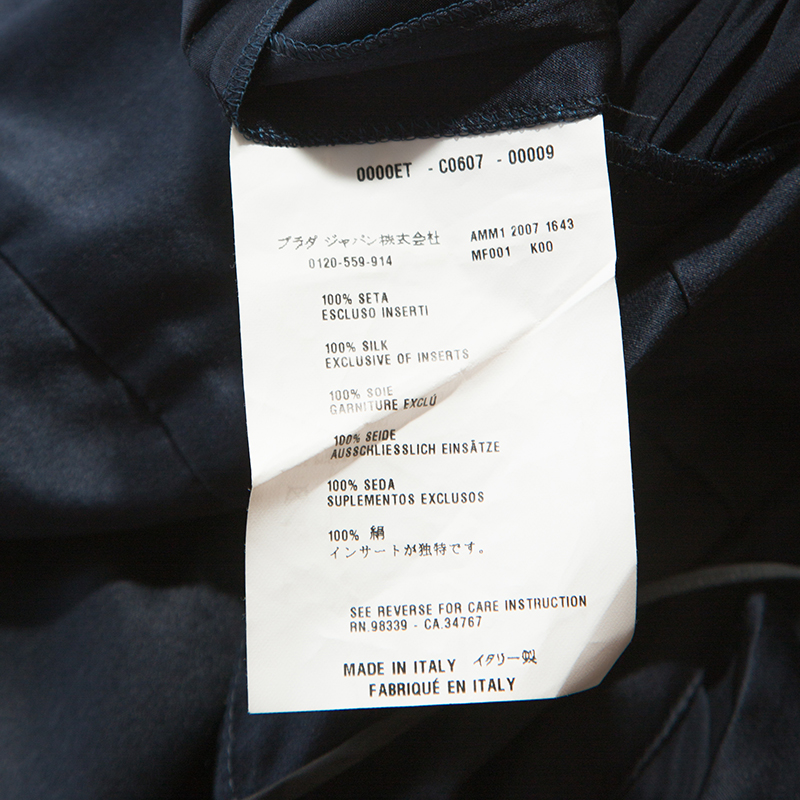 0000ET - C0607 - 00009
プラダ ジャパン株式会社 AMM1 2007 1643
0120-559-914 MF001 K00
100% SETA
ESCLUSO INSERTI
100% SILK
EXCLUSIVE OF INSERTS
100% SOIE
GARNITURE EXCLÚ
100% SEIDE
AUSSCHLIESSLICH EINSÄTZE
100% SEDA
SUPLEMENTOS EXCLUSOS
100% 絹
インサートが独特です。
SEE REVERSE FOR CARE INSTRUCTION
RN.98339 - CA.34767
MADE IN ITALY イタリー製
FABRIQUÉ EN ITALY